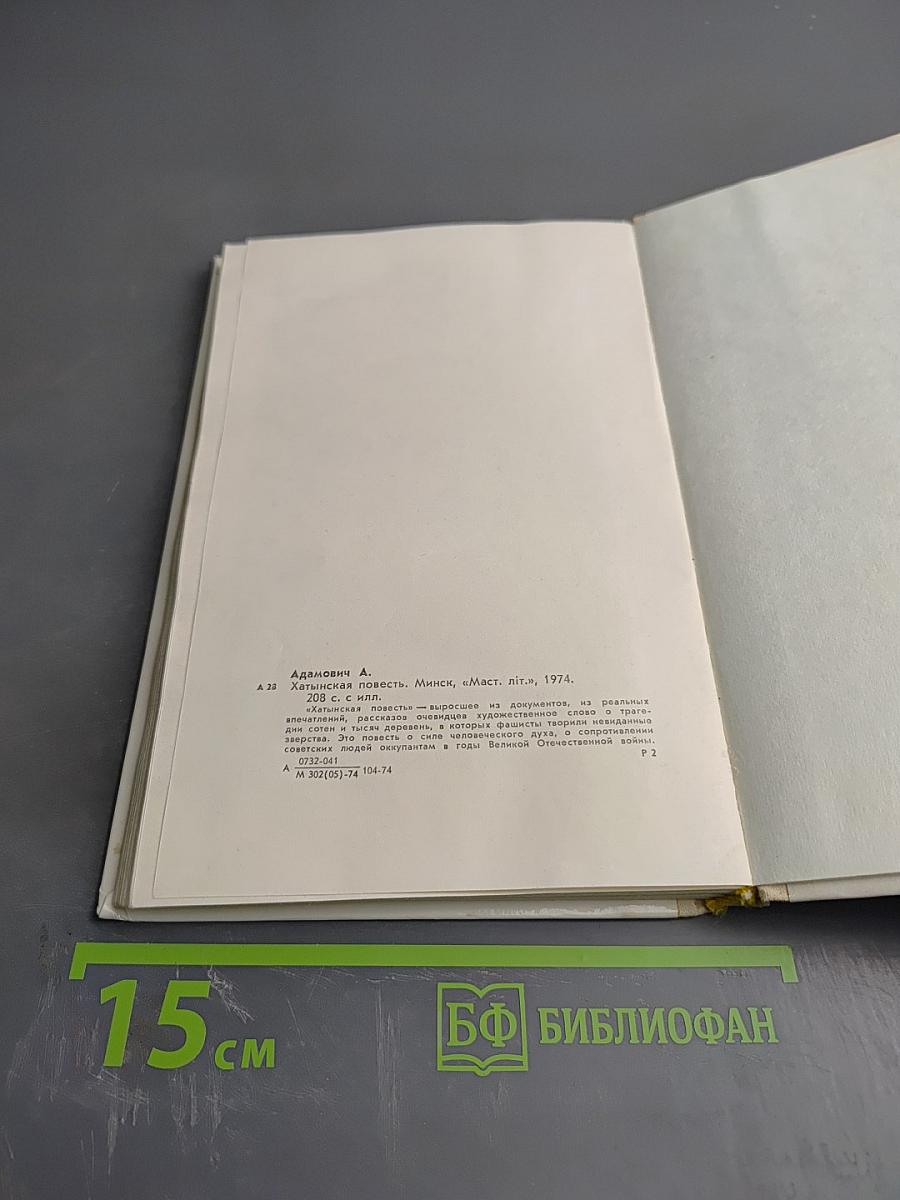 Адамович А.
А 28 Хатынская повесть. Минск, «Маст. літ.», 1974.
208 с. с илл.
«Хатынская повесть» — выросшее из документов, из реальных
впечатлений, рассказов очевидцев художественное слово о траге-
дии сотен и тысяч деревень, в которых фашисты творили невиданные
зверства. Это повесть о силе человеческого духа, о сопротивлении
советских людей оккупантам в годы Великой Отечественной войны.
Р 2
0732-041
А 104-74
М 302(05)-74
15 см
БФ БИБЛИОФАН